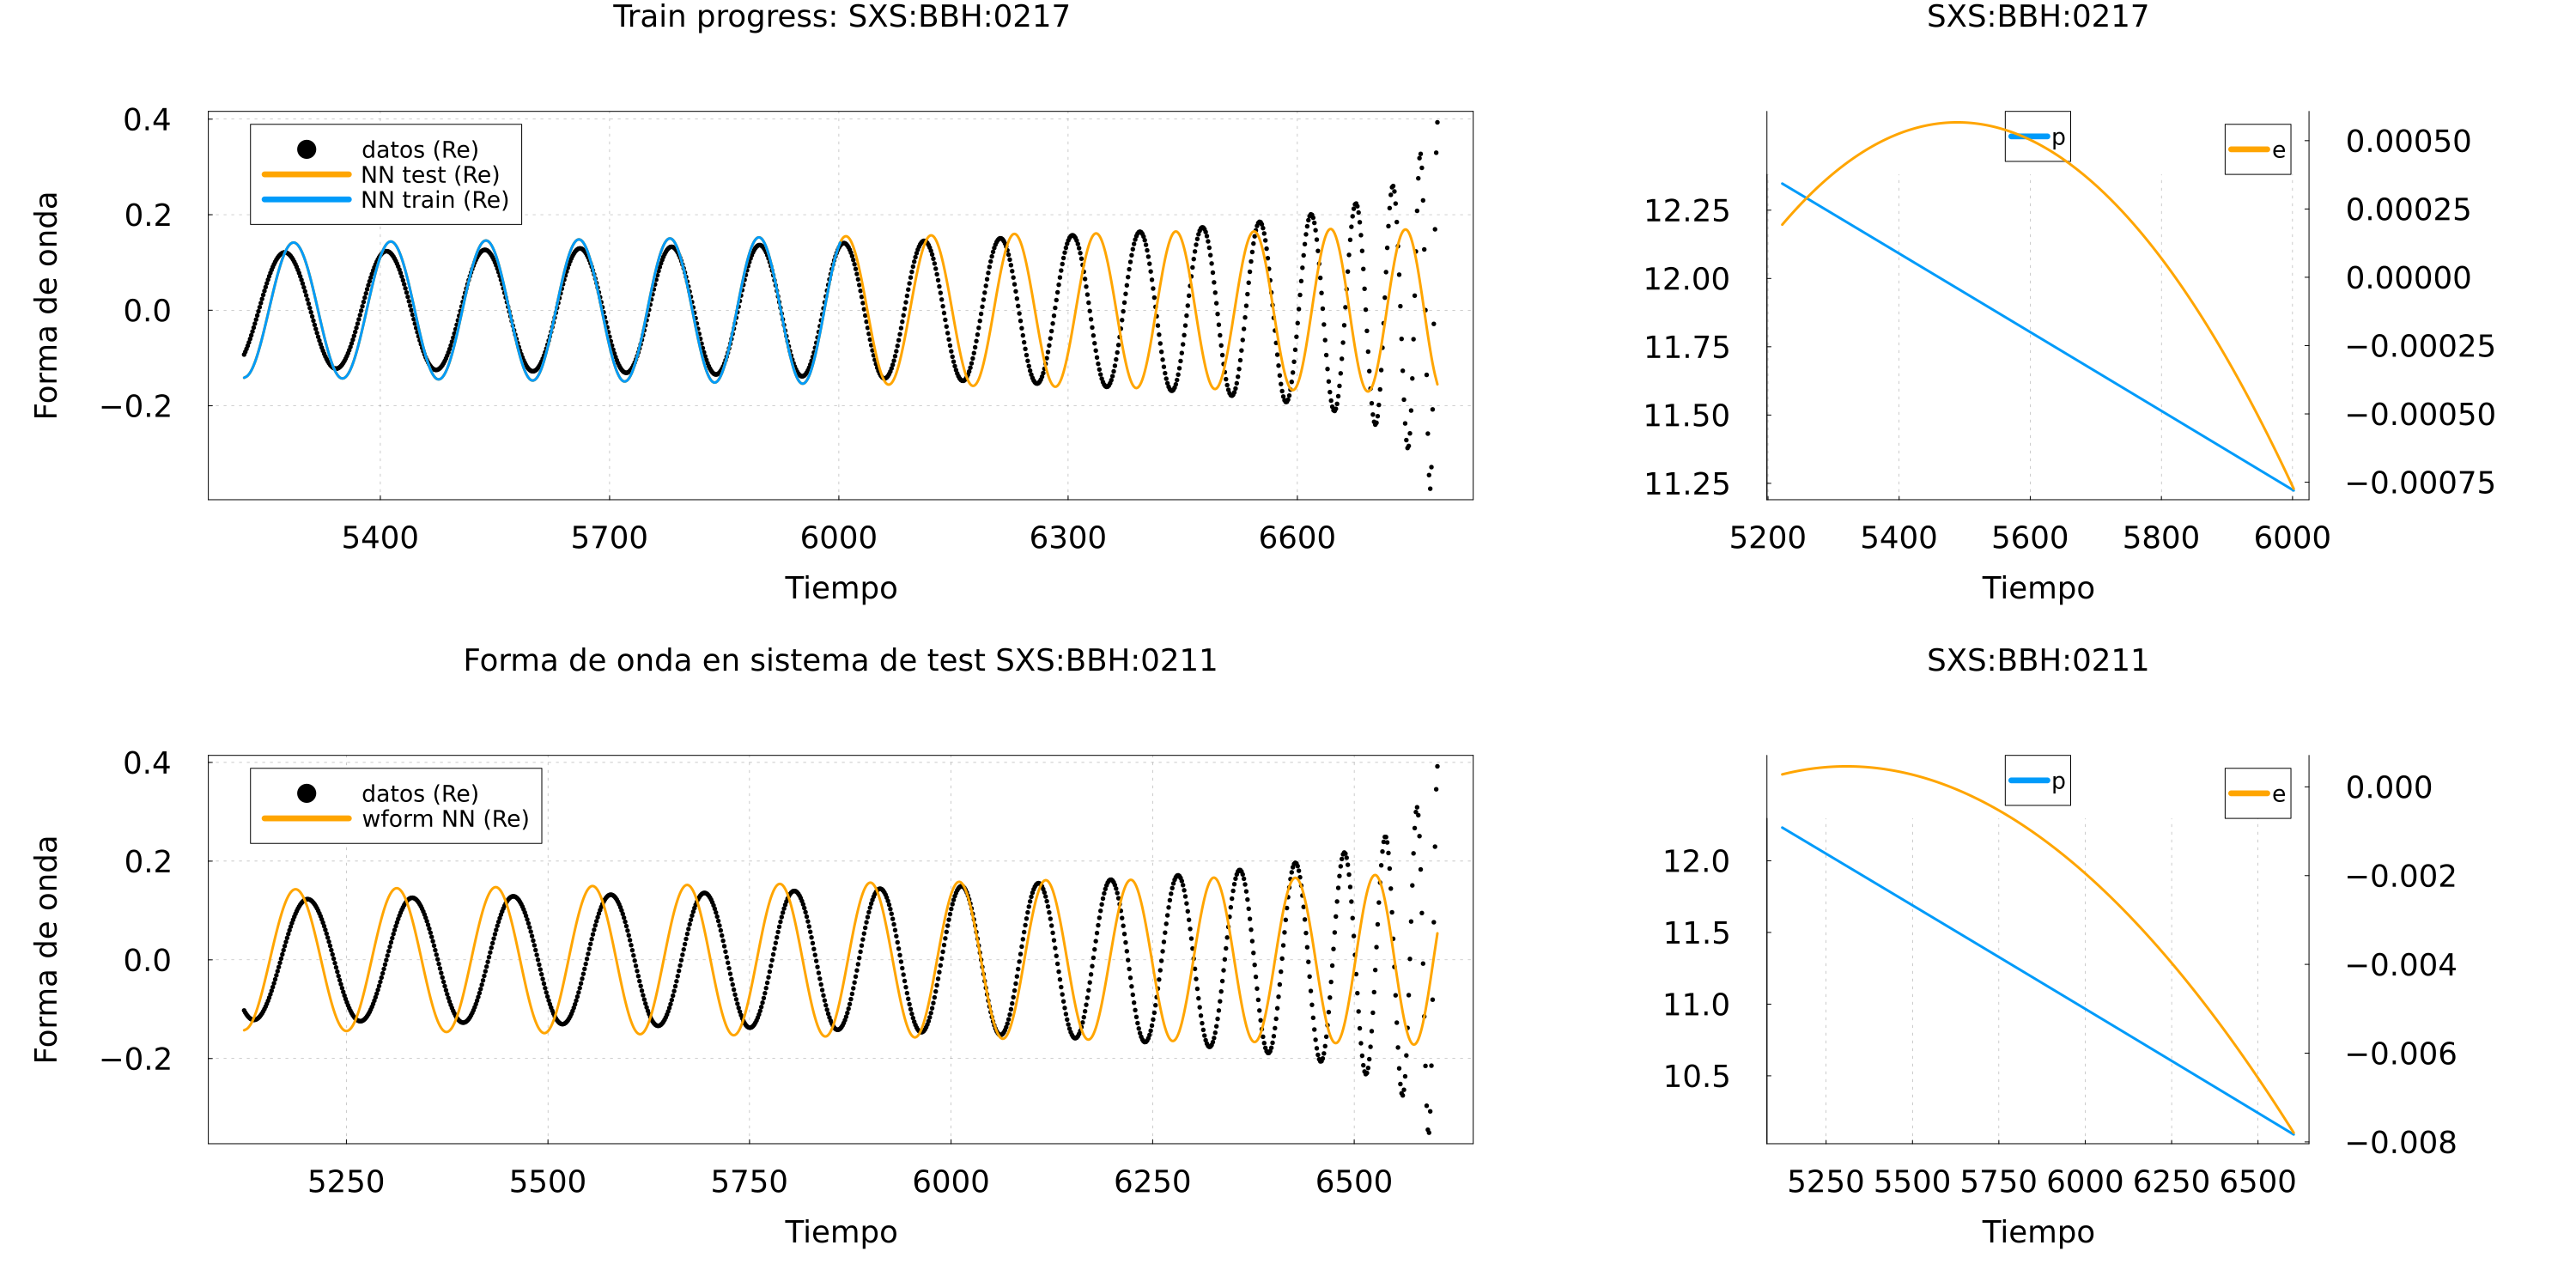 Train progress: SXS:BBH:0217
0.4
0.2
0.0
−0.2
Forma de onda
datos (Re)
NN test (Re)
NN train (Re)
5400 5700 6000 6300 6600
Tiempo
SXS:BBH:0217
12.25
12.00
11.75
11.50
11.25
p
e
0.00050
0.00025
0.00000
−0.00025
−0.00050
−0.00075
5200 5400 5600 5800 6000
Tiempo
Forma de onda en sistema de test SXS:BBH:0211
0.4
0.2
0.0
−0.2
Forma de onda
datos (Re)
wform NN (Re)
5250 5500 5750 6000 6250 6500
Tiempo
SXS:BBH:0211
12.0
11.5
11.0
10.5
p
e
0.000
−0.002
−0.004
−0.006
−0.008
5250 5500 5750 6000 6250 6500
Tiempo